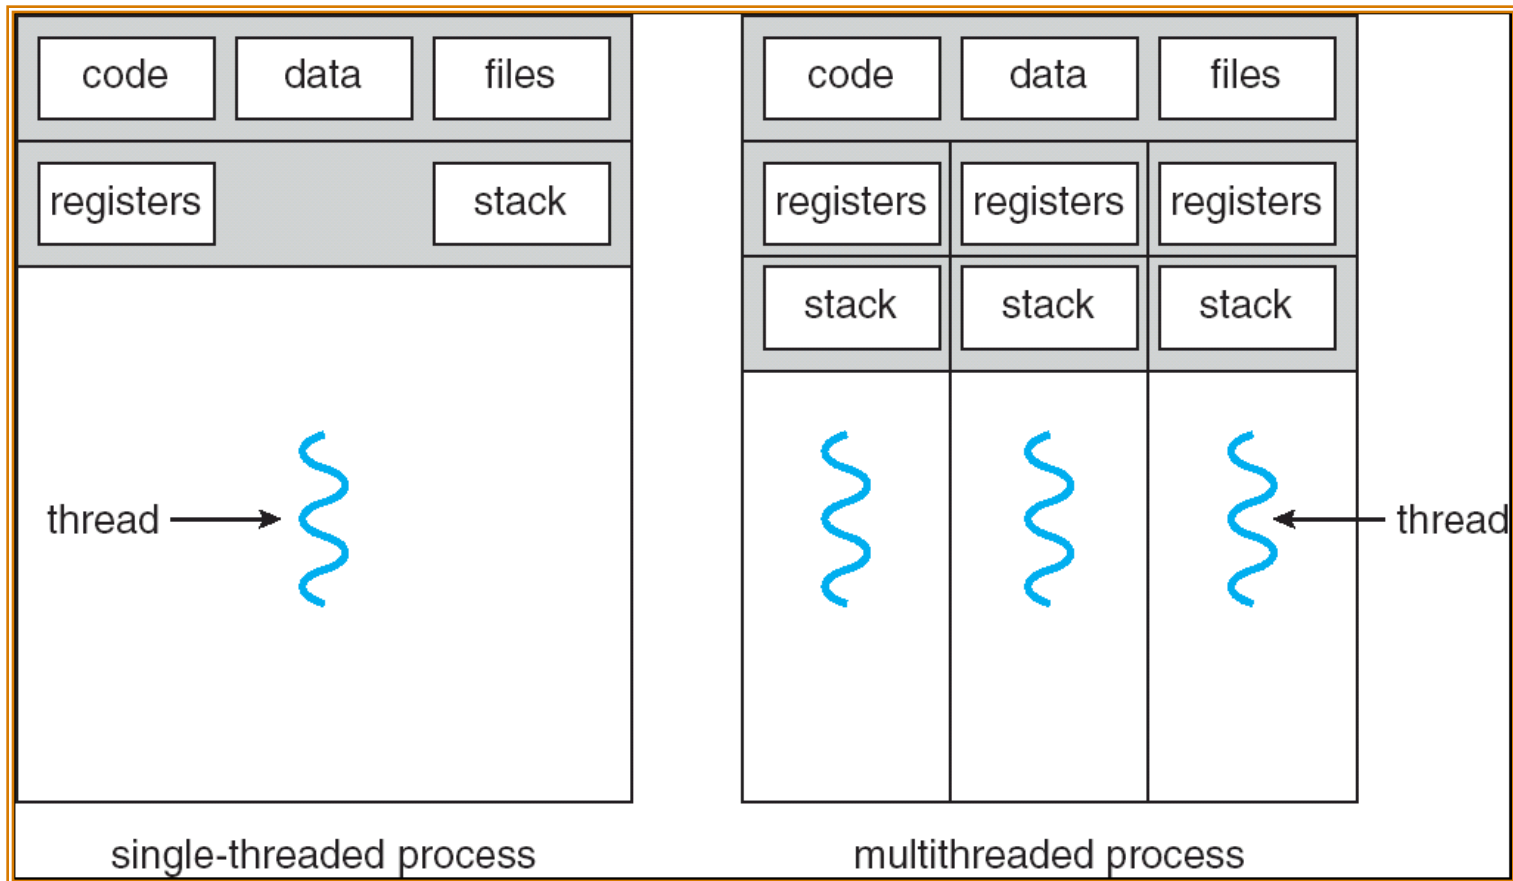 code data files
registers stack
thread
single-threaded process
code data files
registers registers registers
stack stack stack
thread
multithreaded process